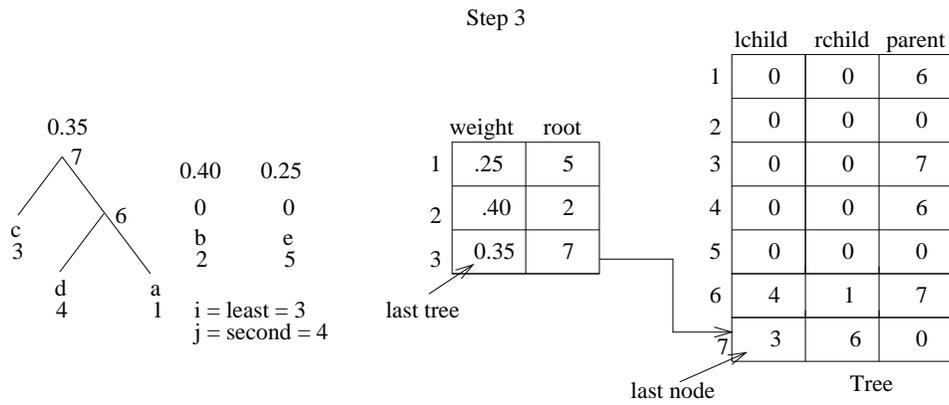 Step 3
0.35
7
c
3
6
d
4
a
1
0.40 0.25
0 0
b e
2 5
i = least = 3
j = second = 4
weight root
1 .25 5
2 .40 2
3 0.35 7
last tree
lchild rchild parent
1 0 0 6
2 0 0 0
3 0 0 7
4 0 0 6
5 0 0 0
6 4 1 7
7 3 6 0
last node
Tree